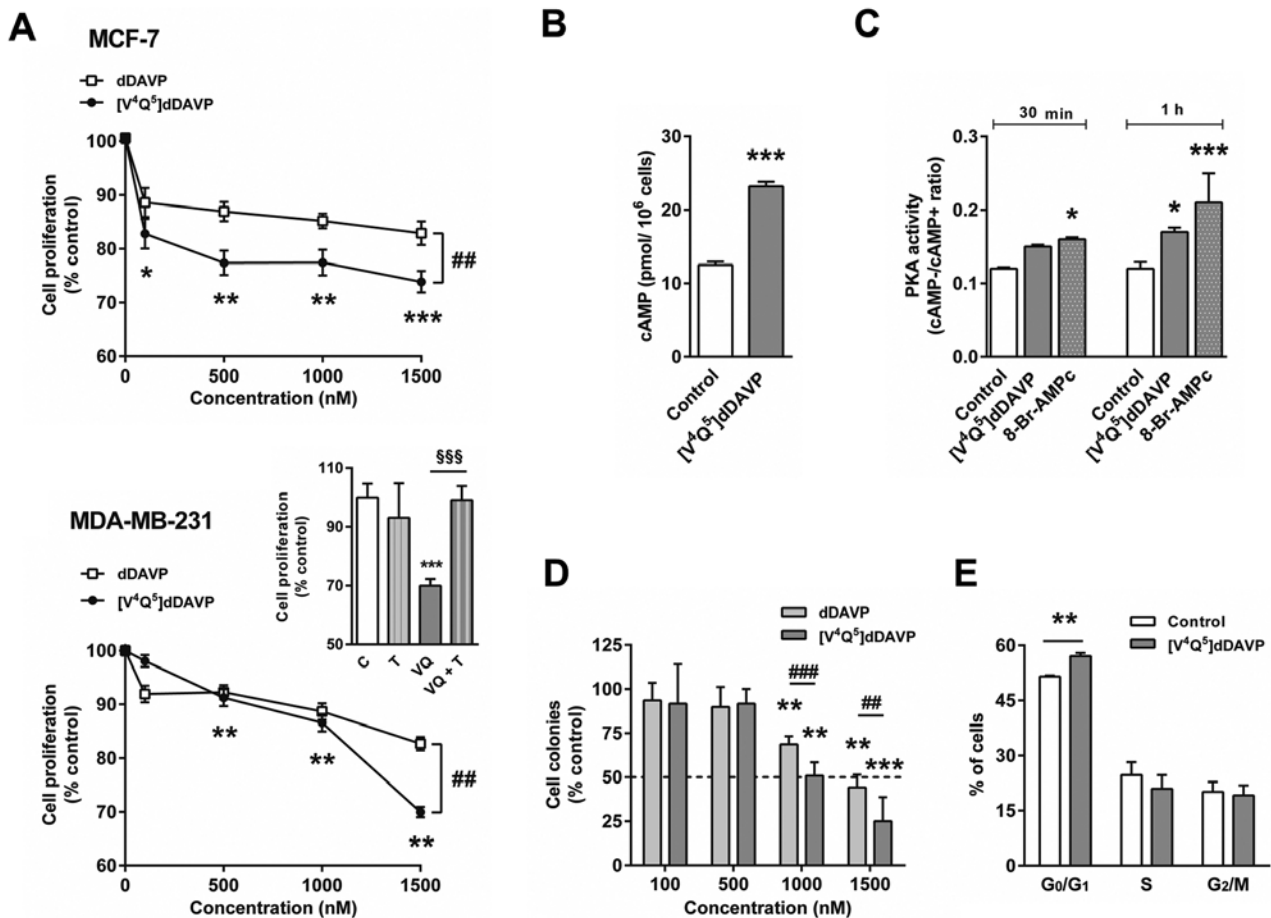 A
MCF-7
dDAVP
[V⁴Q⁵]dDAVP
100
90
80
70
60
Cell proliferation
(% control)
*
**
**
***
##
0
500
1000
1500
Concentration (nM)
MDA-MB-231
dDAVP
[V⁴Q⁵]dDAVP
100
90
80
70
60
Cell proliferation
(% control)
**
**
**
##
0
500
1000
1500
Concentration (nM)
110
90
70
50
Cell proliferation
(% control)
§§§
***
C
T
VQ
VQ + T
B
30
20
10
0
cAMP (pmol/ 10⁶ cells)
***
Control
[V⁴Q⁵]dDAVP
C
30 min
1 h
0.3
0.2
0.1
0.0
PKA activity
(cAMP-/cAMP+ ratio)
*
*
***
Control
[V⁴Q⁵]dDAVP
8-Br-AMPc
Control
[V⁴Q⁵]dDAVP
8-Br-AMPc
D
dDAVP
[V⁴Q⁵]dDAVP
125
100
75
50
25
0
Cell colonies
(% control)
###
**
**
##
**
***
100
500
1000
1500
Concentration (nM)
E
Control
[V⁴Q⁵]dDAVP
60
45
30
15
0
% of cells
**
G₀/G₁
S
G₂/M